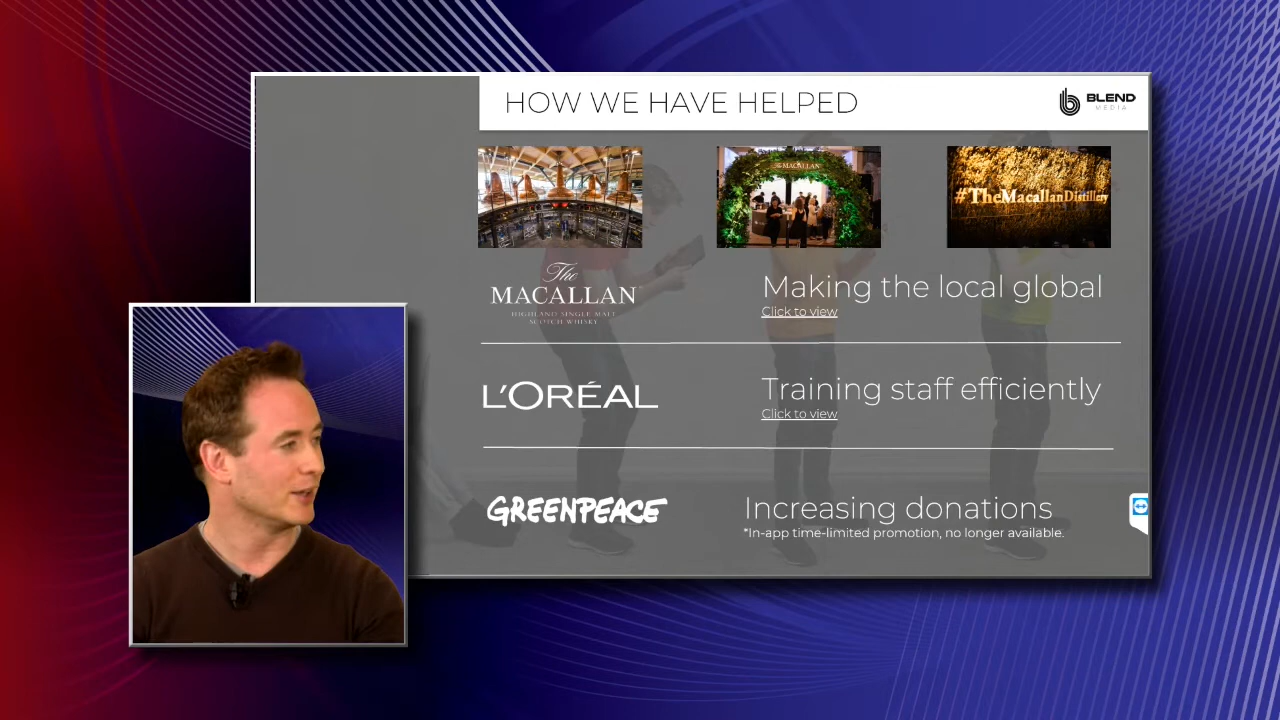 HOW WE HAVE HELPED
BLEND
MEDIA
THE MACALLAN
#TheMacallanDistillery
The
MACALLAN
HIGHLAND SINGLE MALT
SCOTCH WHISKY
Making the local global
Click to view
L'ORÉAL
Training staff efficiently
Click to view
GREENPEACE
Increasing donations
*In-app time-limited promotion, no longer available.